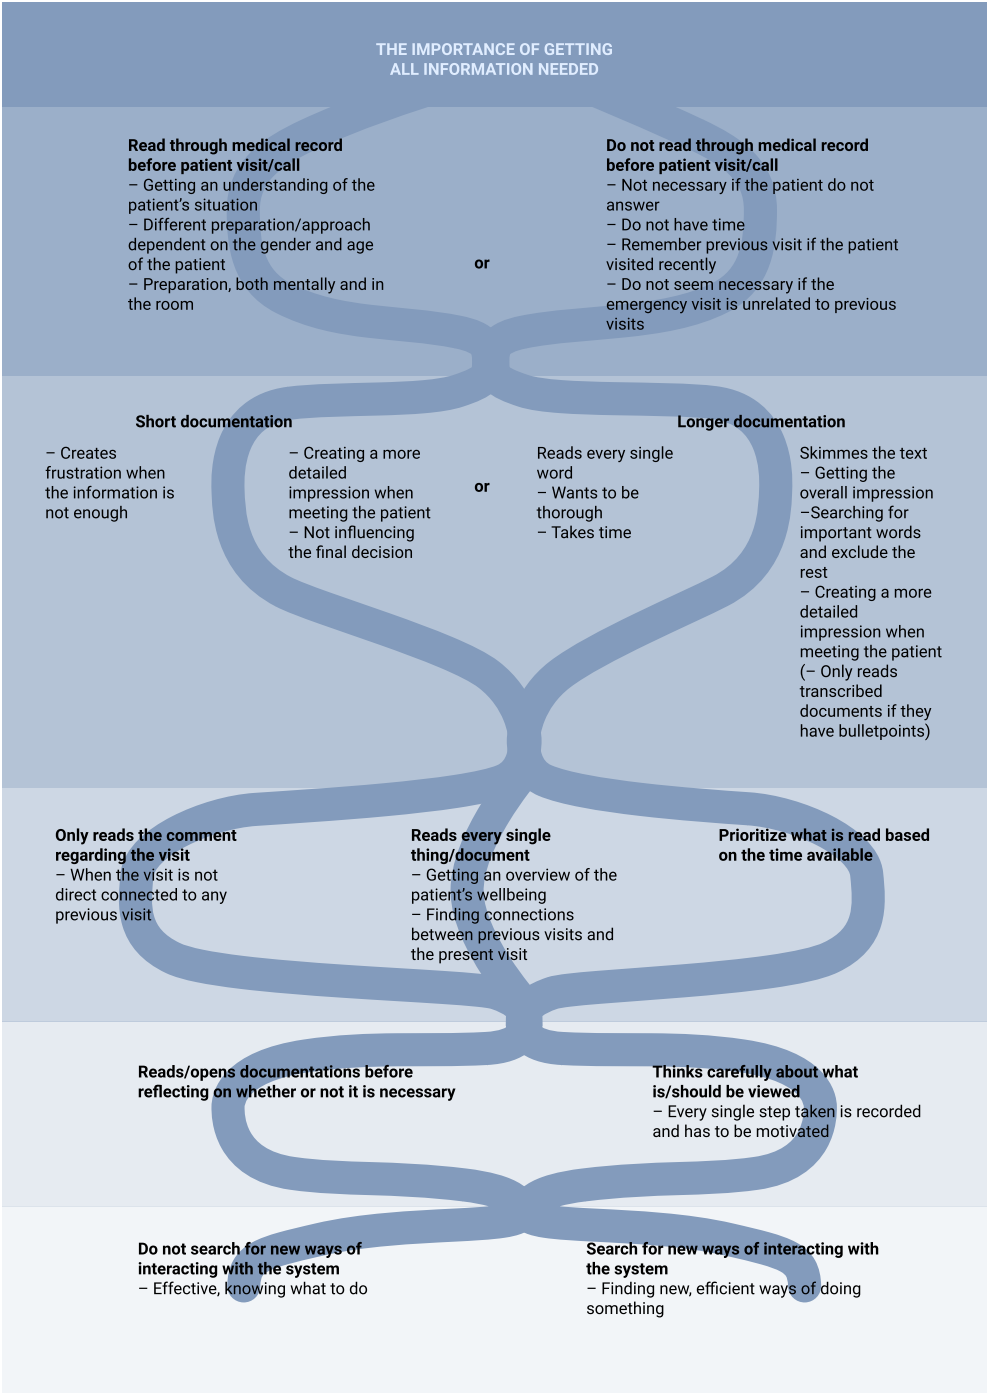 THE IMPORTANCE OF GETTING
ALL INFORMATION NEEDED
Read through medical record
before patient visit/call
– Getting an understanding of the
patient's situation
– Different preparation/approach
dependent on the gender and age
of the patient
– Preparation, both mentally and in
the room
or
Do not read through medical record
before patient visit/call
– Not necessary if the patient do not
answer
– Do not have time
– Remember previous visit if the patient
visited recently
– Do not seem necessary if the
emergency visit is unrelated to previous
visits
Short documentation
– Creates
frustration when
the information is
not enough
– Creating a more
detailed
impression when
meeting the patient
– Not influencing
the final decision
or
Longer documentation
Reads every single
word
– Wants to be
thorough
– Takes time
Skimmes the text
– Getting the
overall impression
–Searching for
important words
and exclude the
rest
– Creating a more
detailed
impression when
meeting the patient
(– Only reads
transcribed
documents if they
have bulletpoints)
Only reads the comment
regarding the visit
– When the visit is not
direct connected to any
previous visit
Reads every single
thing/document
– Getting an overview of the
patient's wellbeing
– Finding connections
between previous visits and
the present visit
Prioritize what is read based
on the time available
Reads/opens documentations before
reflecting on whether or not it is necessary
Thinks carefully about what
is/should be viewed
– Every single step taken is recorded
and has to be motivated
Do not search for new ways of
interacting with the system
– Effective, knowing what to do
Search for new ways of interacting with
the system
– Finding new, efficient ways of doing
something